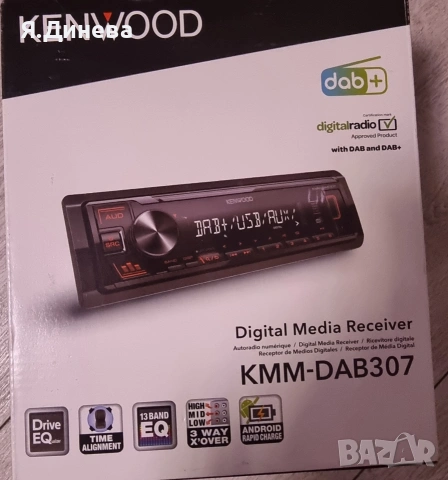 KENWOOD
Я.Динева
dab+
digitalradio
Approved Product
with DAB and DAB+
KENWOOD
AUD
SRC
DAB+/USB/AUX/
Digital Media Receiver
Autoradio numérique / Digital Media Receiver / Ricevitore digitale
Receptor de Medios Digitales / Receptor de Média Digital
KMM-DAB307
Drive
EQ
TIME
ALIGNMENT
13 BAND
EQ
HIGH
MID
LOW
3 WAY
X'OVER
ANDROID
RAPID CHARGE
BAZAR